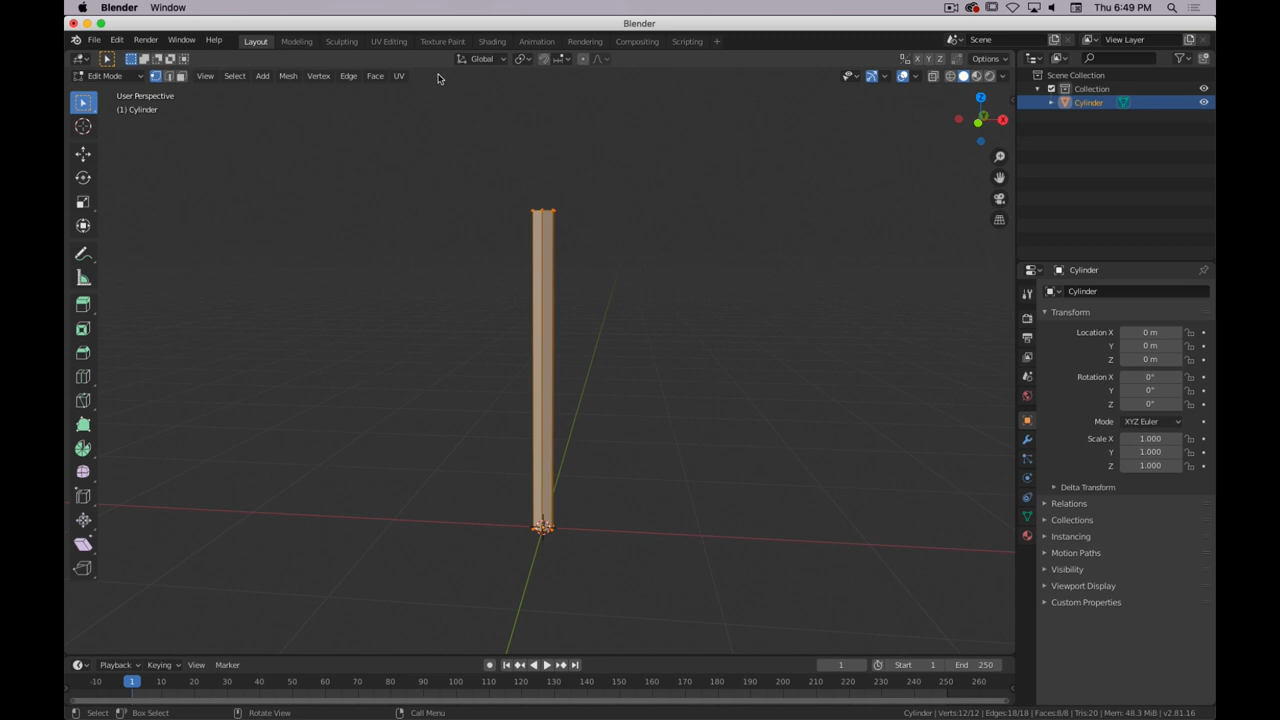 Blender Window Thu 6:49 PM
Blender
File Edit Render Window Help Layout Modeling Sculpting UV Editing Texture Paint Shading Animation Rendering Compositing Scripting + Scene View Layer
Global X Y Z Options
Edit Mode View Select Add Mesh Vertex Edge Face UV
Scene Collection
Collection
Cylinder
User Perspective
(1) Cylinder
Z
Y
X
Cylinder
Cylinder
Transform
Location X 0 m
Y 0 m
Z 0 m
Rotation X 0°
Y 0°
Z 0°
Mode XYZ Euler
Scale X 1.000
Y 1.000
Z 1.000
Delta Transform
Relations
Collections
Instancing
Motion Paths
Visibility
Viewport Display
Custom Properties
Playback Keying View Marker 1 Start 1 End 250
-10 1 10 20 30 40 50 60 70 80 90 100 110 120 130 140 150 160 170 180 190 200 210 220 230 240 250 260
Select Box Select Rotate View Call Menu Cylinder | Verts:12/12 | Edges:18/18 | Faces:8/8 | Tris:20 | Mem: 48.3 MiB | v2.81.16